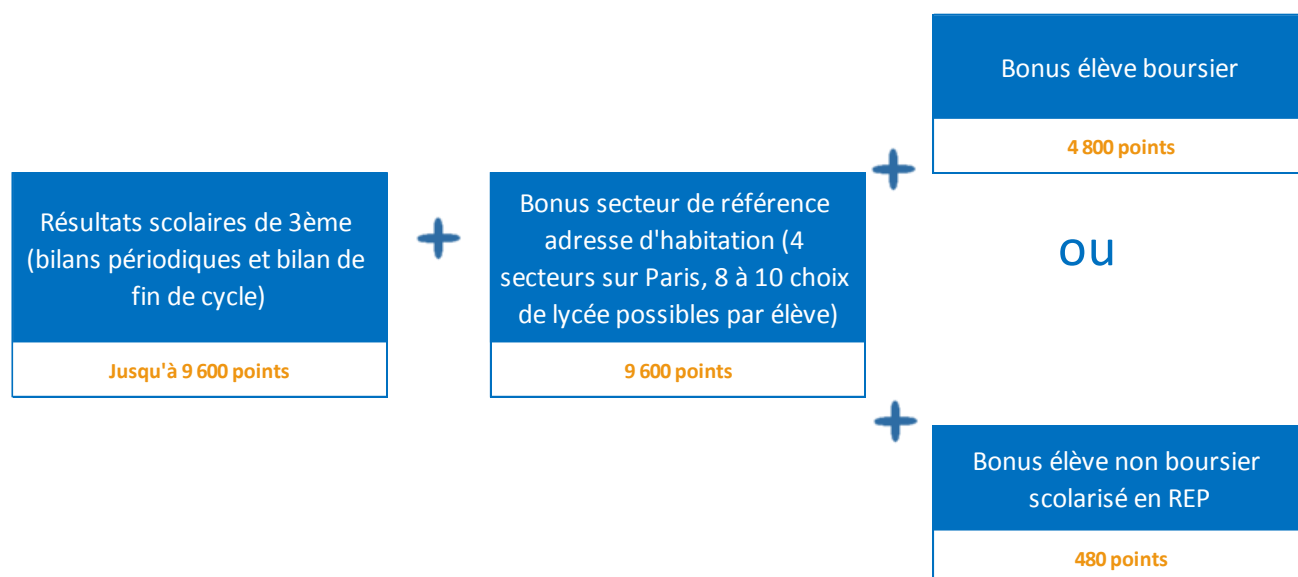 Résultats scolaires de 3ème
(bilans périodiques et bilan de
fin de cycle)
Jusqu'à 9 600 points
Bonus secteur de référence
adresse d'habitation (4
secteurs sur Paris, 8 à 10 choix
de lycée possibles par élève)
9 600 points
Bonus élève boursier
4 800 points
ou
Bonus élève non boursier
scolarisé en REP
480 points